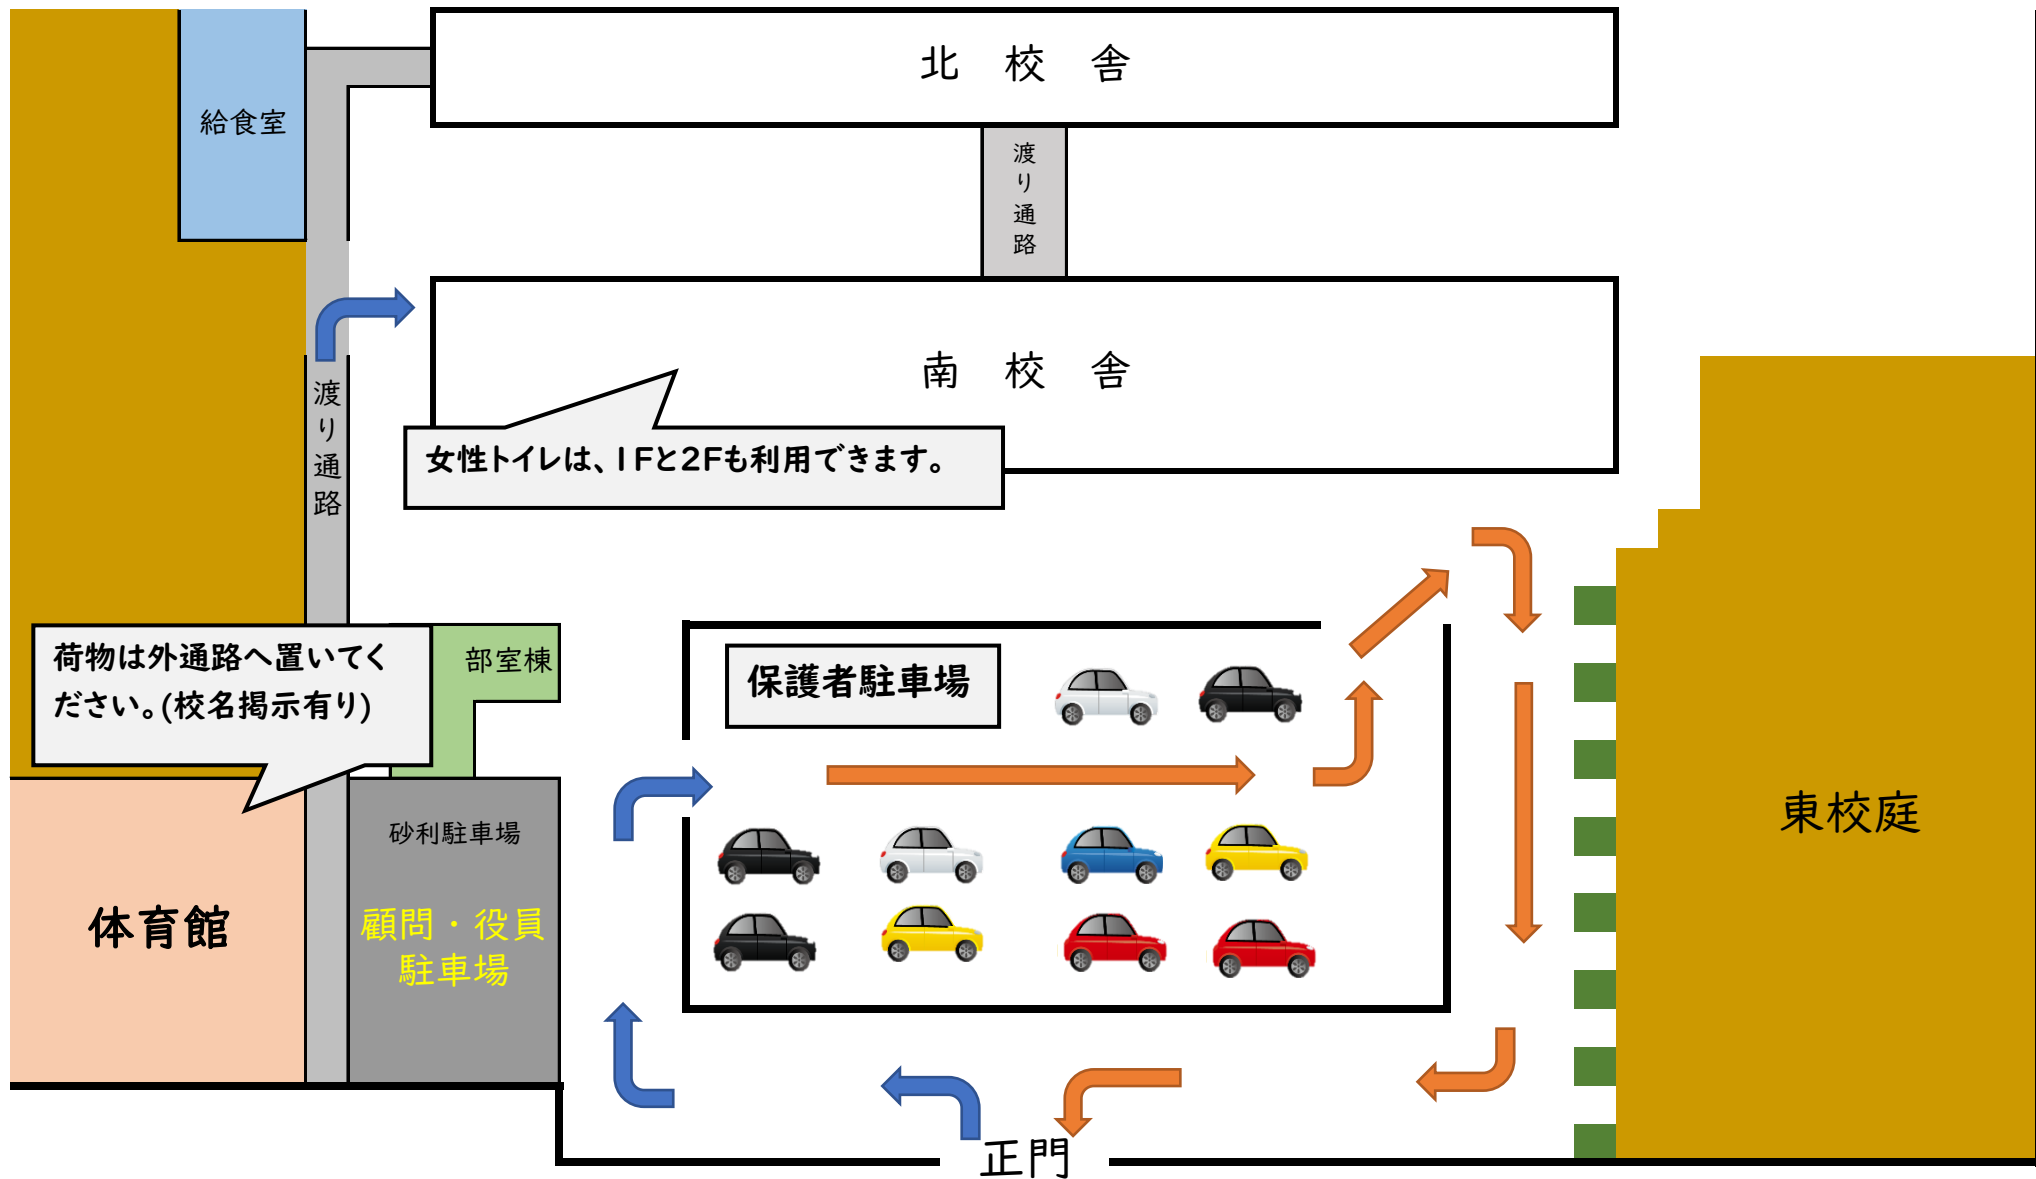 北 校 舎
給食室
渡り通路
南 校 舎
渡り通路
女性トイレは、1Fと2Fも利用できます。
荷物は外通路へ置いてく
ださい。(校名掲示有り)
部室棟
保護者駐車場
砂利駐車場
顧問・役員
駐車場
体育館
東校庭
正門